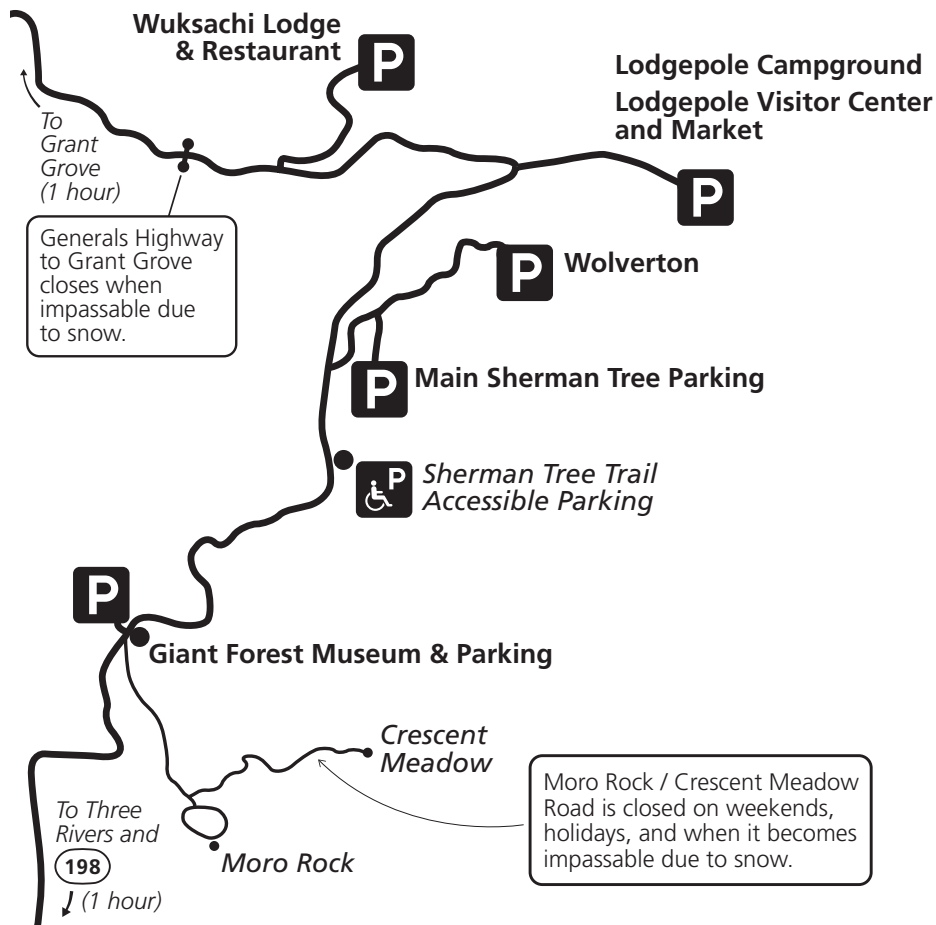 Wuksachi Lodge
& Restaurant
P
Lodgepole Campground
Lodgepole Visitor Center
and Market
P
To
Grant
Grove
(1 hour)
Generals Highway
to Grant Grove
closes when
impassable due
to snow.
P
Wolverton
P
Main Sherman Tree Parking
P
Sherman Tree Trail
Accessible Parking
P
Giant Forest Museum & Parking
Crescent
Meadow
Moro Rock / Crescent Meadow
Road is closed on weekends,
holidays, and when it becomes
impassable due to snow.
To Three
Rivers and
198
(1 hour)
Moro Rock